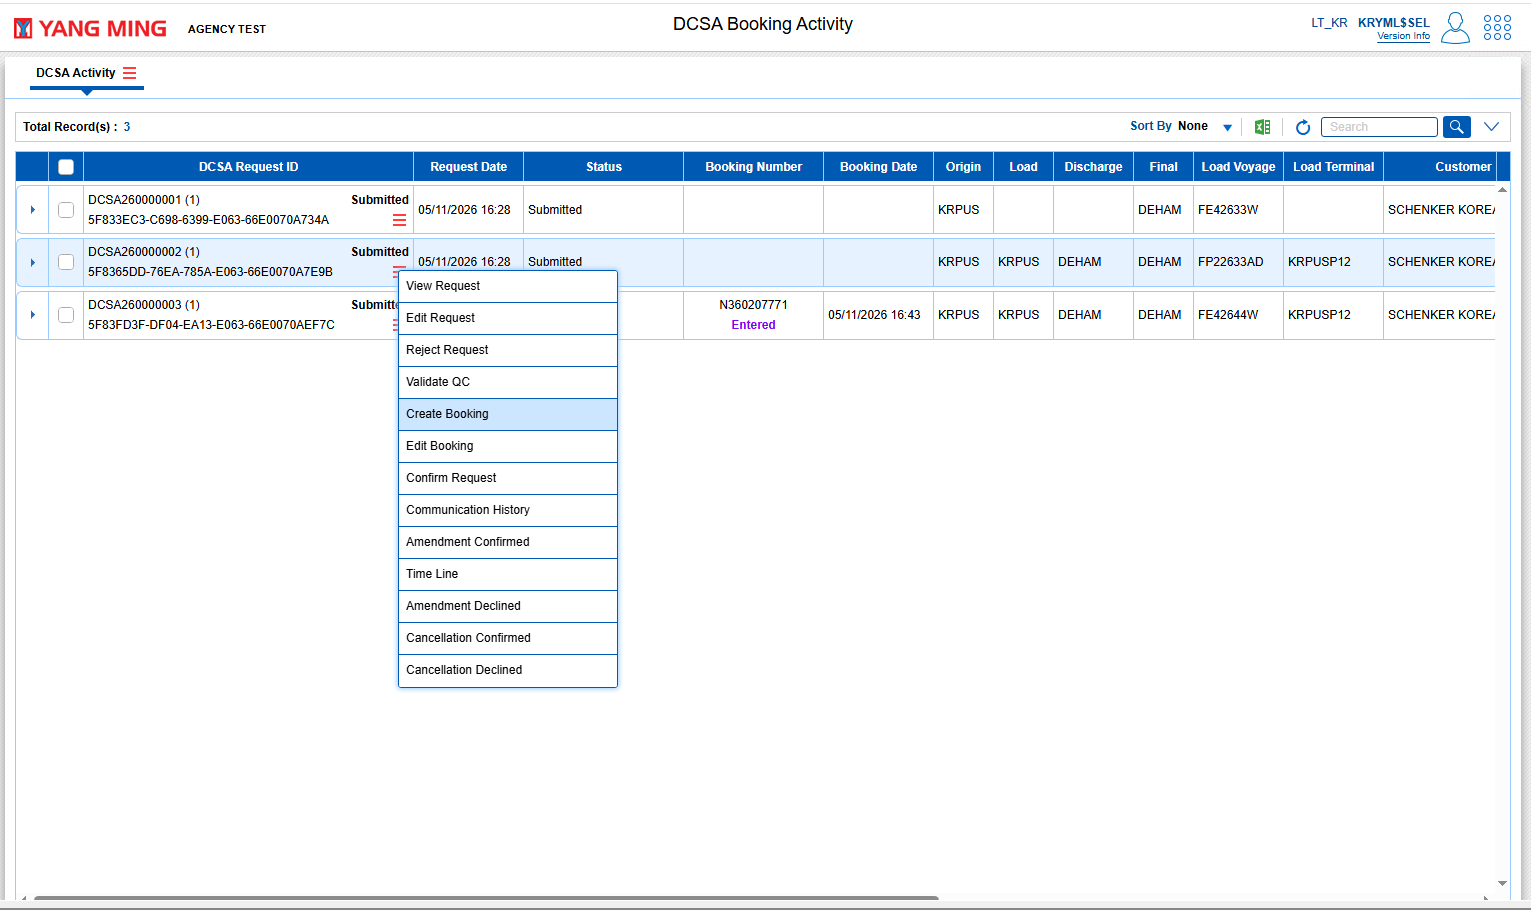 YANG MING AGENCY TEST
DCSA Booking Activity
LT_KR KRYML$SEL
Version Info
DCSA Activity
Total Record(s) : 3
Sort By None
Search
DCSA Request ID Request Date Status Booking Number Booking Date Origin Load Discharge Final Load Voyage Load Terminal Customer
DCSA260000001 (1) Submitted
5F833EC3-C698-6399-E063-66E0070A734A
05/11/2026 16:28 Submitted KRPUS DEHAM FE42633W SCHENKER KOREA
DCSA260000002 (1) Submitted
5F8365DD-76EA-785A-E063-66E0070A7E9B
05/11/2026 16:28 Submitted KRPUS KRPUS DEHAM DEHAM FP22633AD KRPUSP12 SCHENKER KOREA
DCSA260000003 (1) Submitte
5F83FD3F-DF04-EA13-E063-66E0070AEF7C
N360207771
Entered
05/11/2026 16:43 KRPUS KRPUS DEHAM DEHAM FE42644W KRPUSP12 SCHENKER KOREA
View Request
Edit Request
Reject Request
Validate QC
Create Booking
Edit Booking
Confirm Request
Communication History
Amendment Confirmed
Time Line
Amendment Declined
Cancellation Confirmed
Cancellation Declined